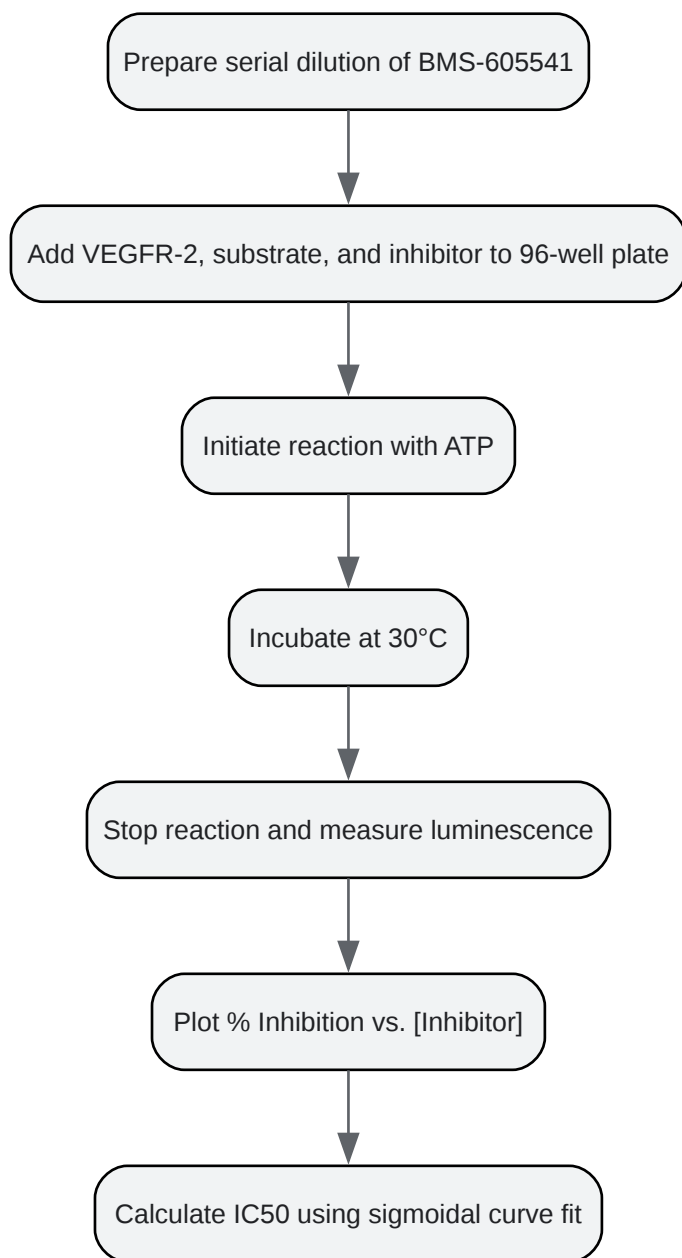 Prepare serial dilution of BMS-605541
Add VEGFR-2, substrate, and inhibitor to 96-well plate
Initiate reaction with ATP
Incubate at 30°C
Stop reaction and measure luminescence
Plot % Inhibition vs. [Inhibitor]
Calculate IC50 using sigmoidal curve fit